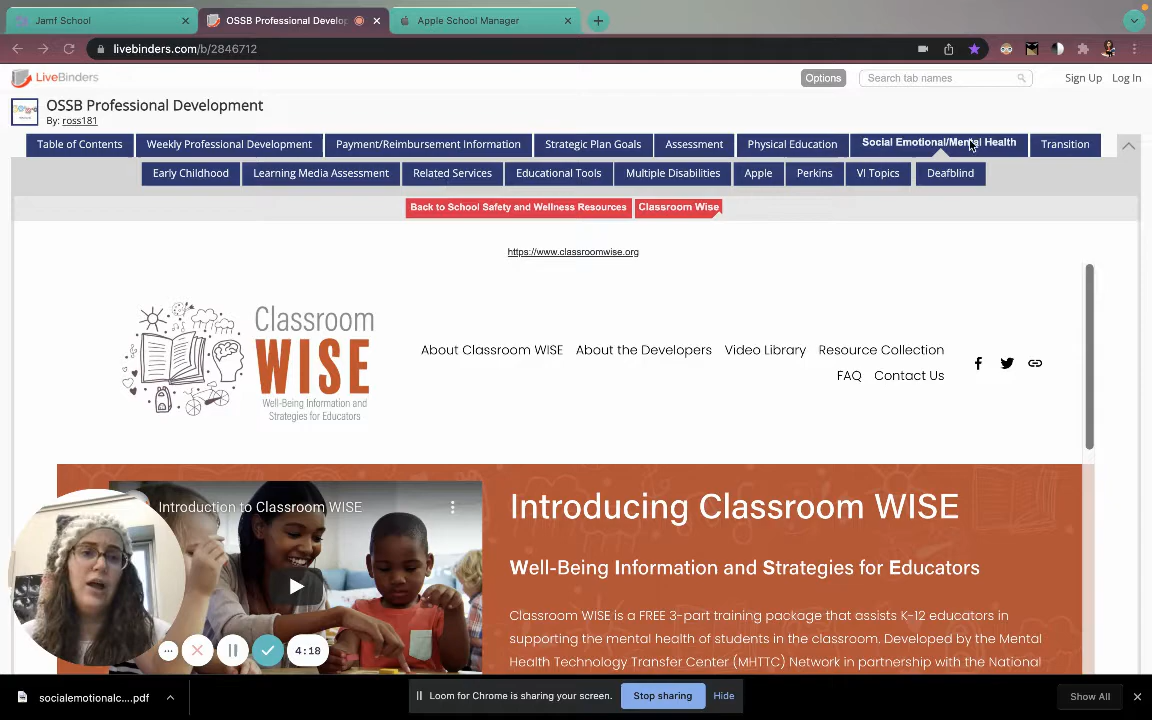 Jamf School
OSSB Professional Develop
Apple School Manager
livebinders.com/b/2846712
LiveBinders
Options
Search tab names
Sign Up
Log In
OSSB Professional Development
By: ross181
Table of Contents
Weekly Professional Development
Payment/Reimbursement Information
Strategic Plan Goals
Assessment
Physical Education
Social Emotional/Mental Health
Transition
Early Childhood
Learning Media Assessment
Related Services
Educational Tools
Multiple Disabilities
Apple
Perkins
VI Topics
Deafblind
Back to School Safety and Wellness Resources
Classroom Wise
https://www.classroomwise.org
Classroom
WISE
Well-Being Information and
Strategies for Educators
About Classroom WISE
About the Developers
Video Library
Resource Collection
FAQ
Contact Us
Introduction to Classroom WISE
Introducing Classroom WISE
Well-Being Information and Strategies for Educators
Classroom WISE is a FREE 3-part training package that assists K-12 educators in
supporting the mental health of students in the classroom. Developed by the Mental
Health Technology Transfer Center (MHTTC) Network in partnership with the National
4:18
socialemotionalc....pdf
Loom for Chrome is sharing your screen.
Stop sharing
Hide
Show All